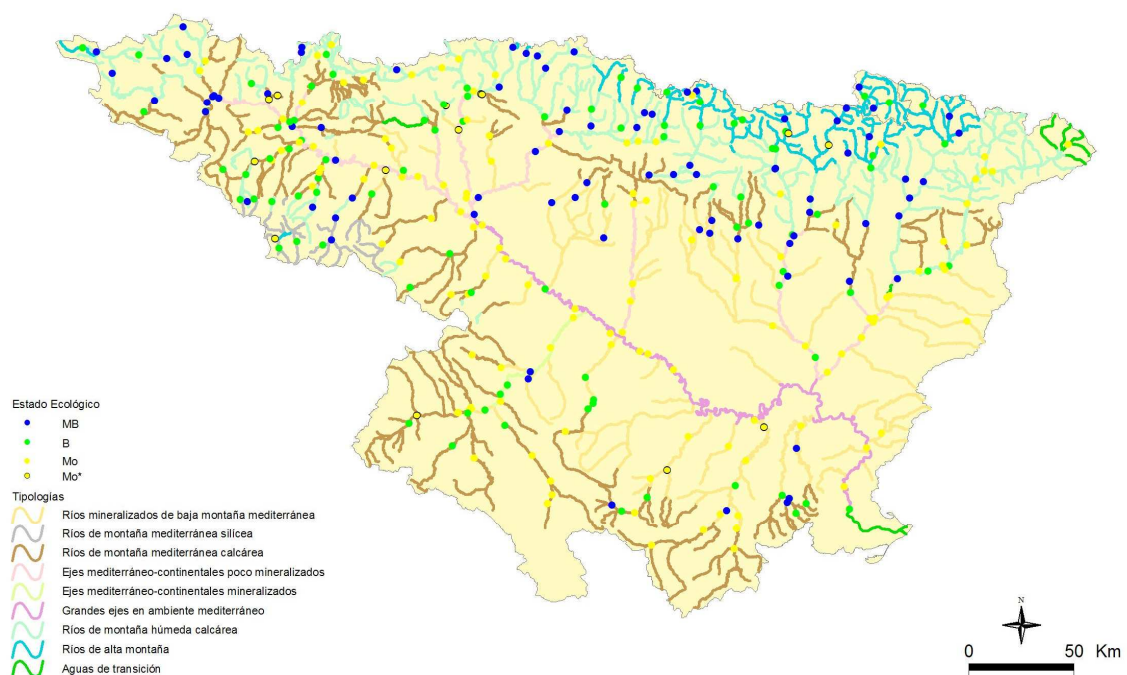 Estado Ecológico
MB
B
Mo
Mo*
Tipologías
Ríos mineralizados de baja montaña mediterránea
Ríos de montaña mediterránea silícea
Ríos de montaña mediterránea calcárea
Ejes mediterráneo-continentales poco mineralizados
Ejes mediterráneo-continentales mineralizados
Grandes ejes en ambiente mediterráneo
Ríos de montaña húmeda calcárea
Ríos de alta montaña
Aguas de transición
N
0 50 Km